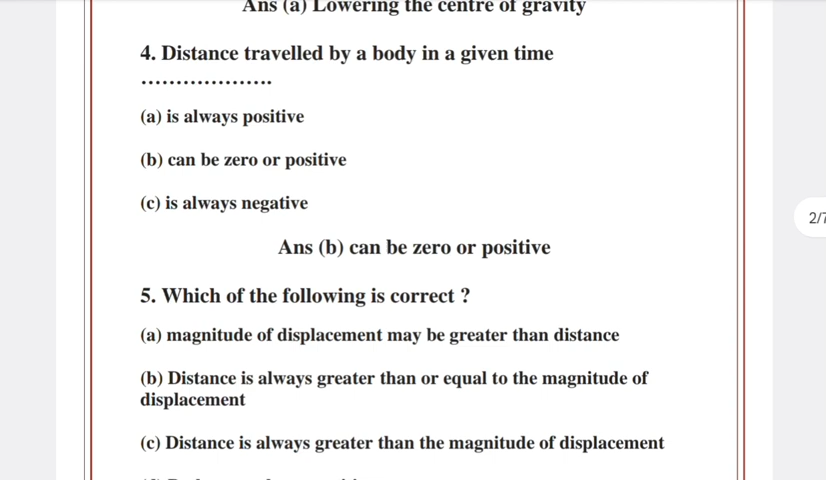 Ans (a) Lowering the centre of gravity
4. Distance travelled by a body in a given time
...................
(a) is always positive
(b) can be zero or positive
(c) is always negative
2/7
Ans (b) can be zero or positive
5. Which of the following is correct ?
(a) magnitude of displacement may be greater than distance
(b) Distance is always greater than or equal to the magnitude of
displacement
(c) Distance is always greater than the magnitude of displacement